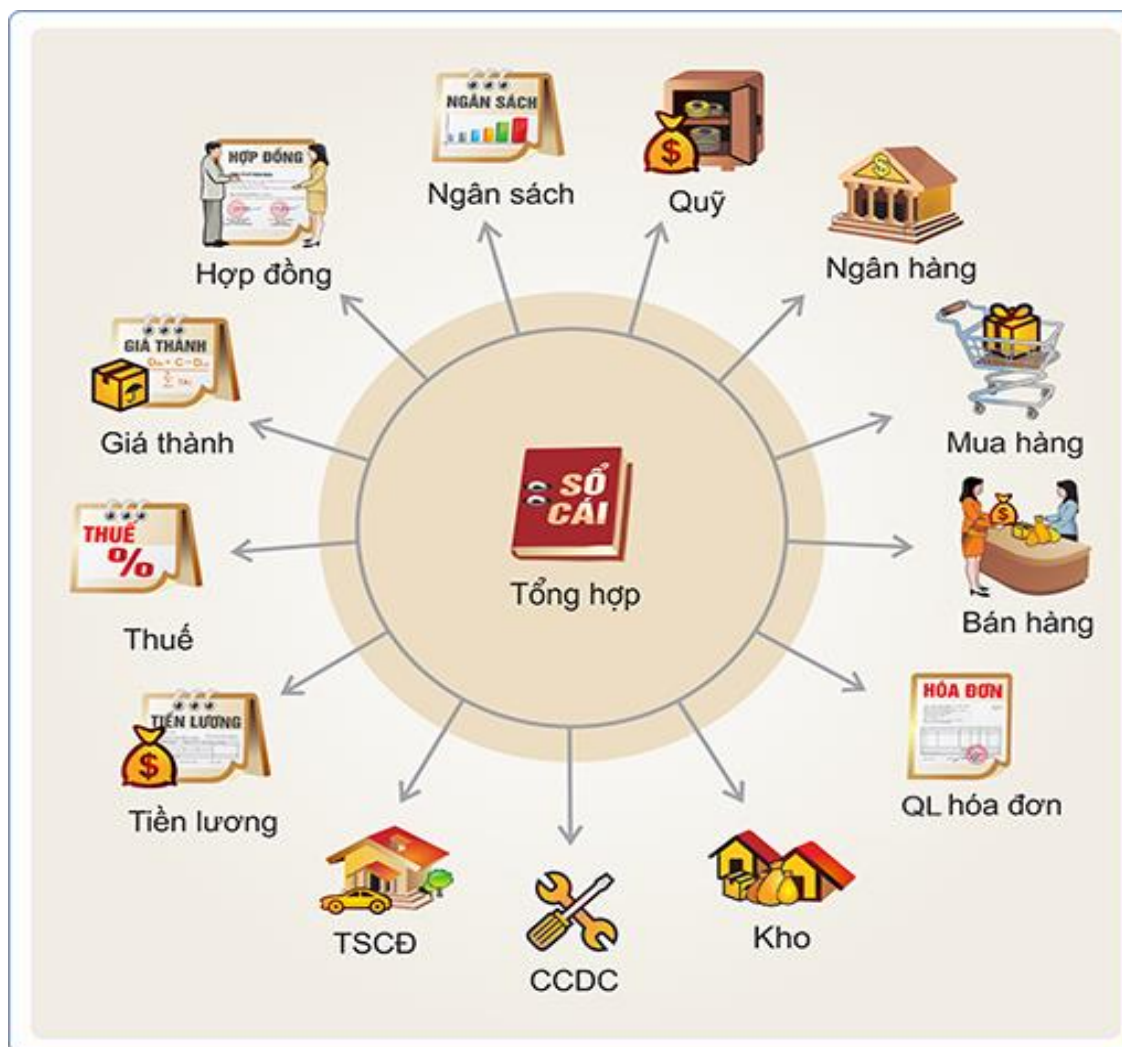 NGÂN SÁCH
Ngân sách
Quỹ
HỢP ĐỒNG
Hợp đồng
Ngân hàng
GIÁ THÀNH
Giá thành
Mua hàng
SỔ
CÁI
Tổng hợp
THUẾ
%
Thuế
Bán hàng
TIỀN LƯƠNG
Tiền lương
HÓA ĐƠN
QL hóa đơn
TSCĐ
CCDC
Kho